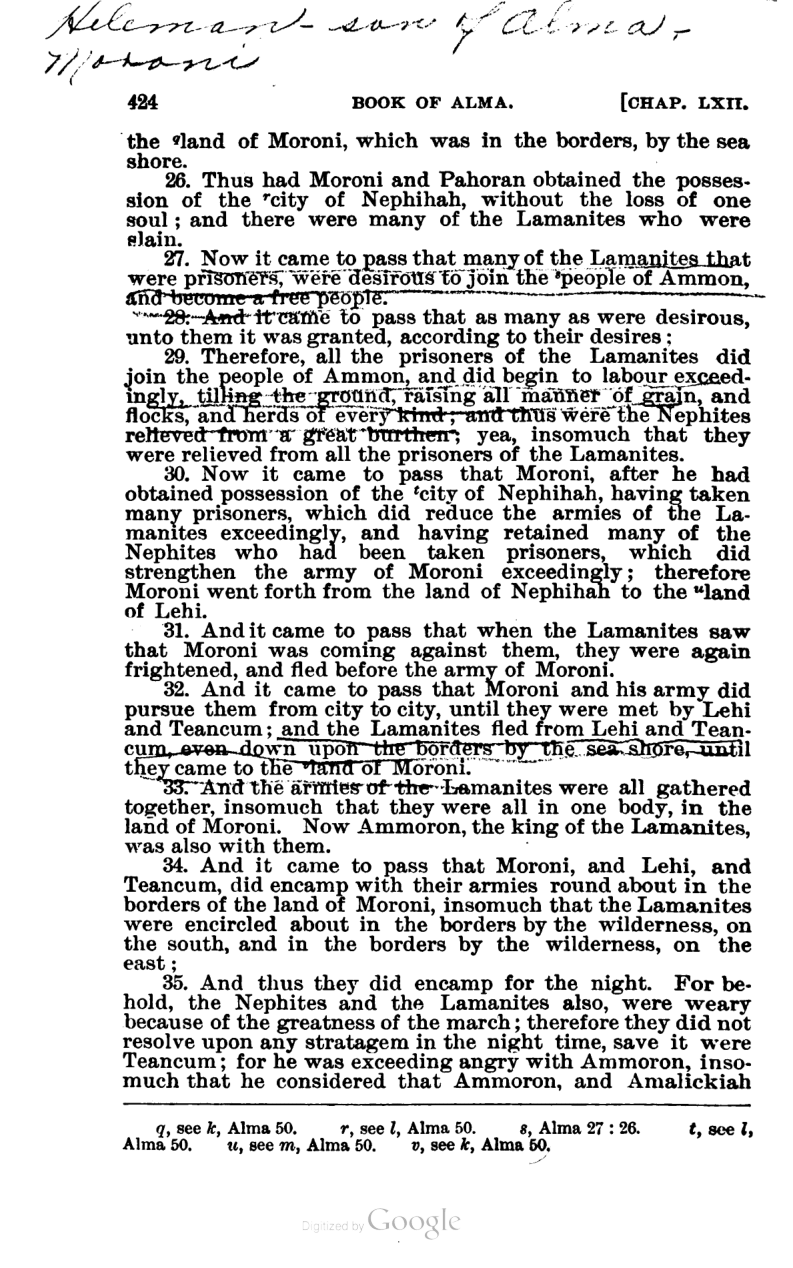 Heleman - son of Alma -
Moroni
424 BOOK OF ALMA. [CHAP. LXII.
the qland of Moroni, which was in the borders, by the sea
shore.
26. Thus had Moroni and Pahoran obtained the posses-
sion of the rcity of Nephihah, without the loss of one
soul ; and there were many of the Lamanites who were
slain.
27. Now it came to pass that many of the Lamanites that
were prisoners, were desirous to join the speople of Ammon,
and become a free people.
28. And it came to pass that as many as were desirous,
unto them it was granted, according to their desires ;
29. Therefore, all the prisoners of the Lamanites did
join the people of Ammon, and did begin to labour exceed-
ingly, tilling the ground, raising all manner of grain, and
flocks, and herds of every kind ; and thus were the Nephites
relieved from a great burthen ; yea, insomuch that they
were relieved from all the prisoners of the Lamanites.
30. Now it came to pass that Moroni, after he had
obtained possession of the tcity of Nephihah, having taken
many prisoners, which did reduce the armies of the La-
manites exceedingly, and having retained many of the
Nephites who had been taken prisoners, which did
strengthen the army of Moroni exceedingly ; therefore
Moroni went forth from the land of Nephihah to the uland
of Lehi.
31. And it came to pass that when the Lamanites saw
that Moroni was coming against them, they were again
frightened, and fled before the army of Moroni.
32. And it came to pass that Moroni and his army did
pursue them from city to city, until they were met by Lehi
and Teancum ; and the Lamanites fled from Lehi and Tean-
cum, even down upon the borders by the sea shore, until
they came to the vland of Moroni.
33. And the armies of the Lamanites were all gathered
together, insomuch that they were all in one body, in the
land of Moroni. Now Ammoron, the king of the Lamanites,
was also with them.
34. And it came to pass that Moroni, and Lehi, and
Teancum, did encamp with their armies round about in the
borders of the land of Moroni, insomuch that the Lamanites
were encircled about in the borders by the wilderness, on
the south, and in the borders by the wilderness, on the
east ;
35. And thus they did encamp for the night. For be-
hold, the Nephites and the Lamanites also, were weary
because of the greatness of the march ; therefore they did not
resolve upon any stratagem in the night time, save it were
Teancum ; for he was exceeding angry with Ammoron, inso-
much that he considered that Ammoron, and Amalickiah
q, see k, Alma 50. r, see l, Alma 50. s, Alma 27 : 26. t, see l,
Alma 50. u, see m, Alma 50. v, see k, Alma 50.
Digitized by Google